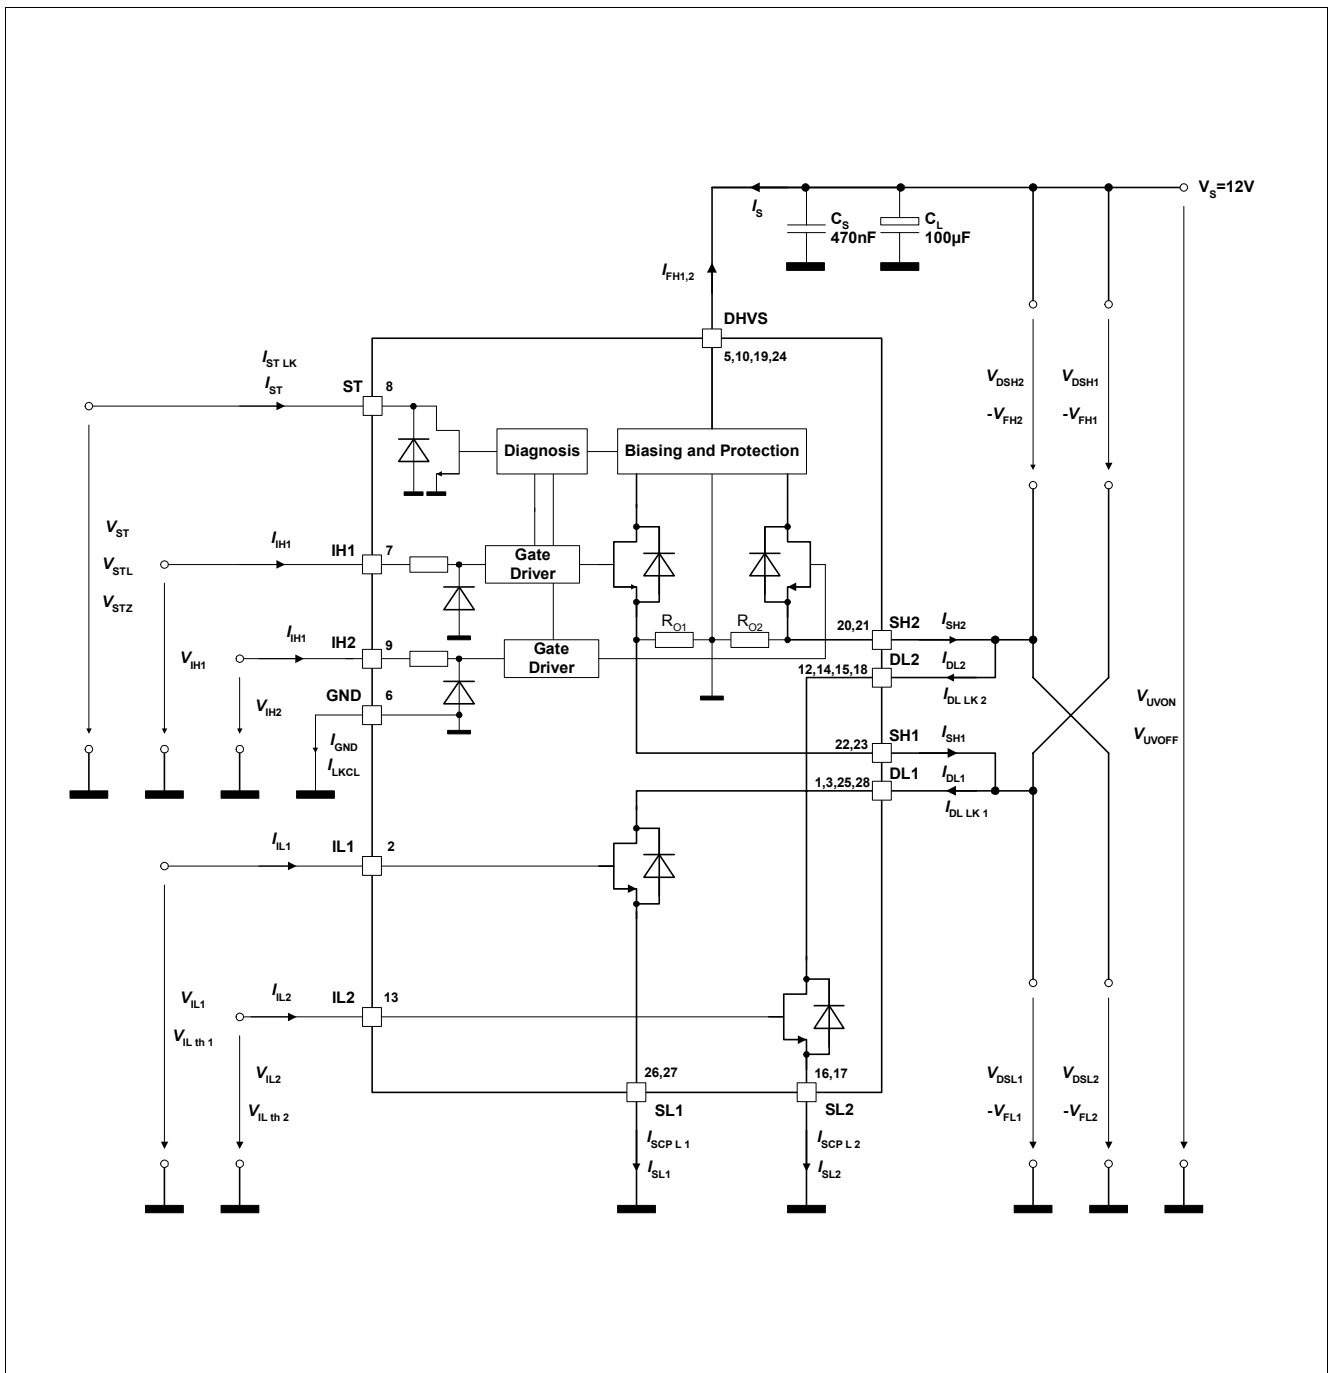 V_S=12V
I_S
C_S
470nF
C_L
100µF
I_FH1,2
DHVS
5,10,19,24
I_ST LK
I_ST
ST
8
V_DSH2
-V_FH2
V_DSH1
-V_FH1
Diagnosis
Biasing and Protection
V_ST
V_STL
V_STZ
I_IH1
IH1
7
Gate
Driver
R_O1
R_O2
20,21
SH2
I_SH2
I_IH1
IH2
9
Gate
Driver
12,14,15,18
DL2
I_DL2
I_DL LK 2
V_IH1
V_IH2
GND
6
I_GND
I_LKCL
V_UVON
V_UVOFF
22,23
SH1
I_SH1
1,3,25,28
DL1
I_DL1
I_DL LK 1
I_IL1
IL1
2
V_IL1
V_IL th 1
I_IL2
IL2
13
V_IL2
V_IL th 2
26,27
SL1
16,17
SL2
V_DSL1
-V_FL1
V_DSL2
-V_FL2
I_SCP L 1
I_SL1
I_SCP L 2
I_SL2